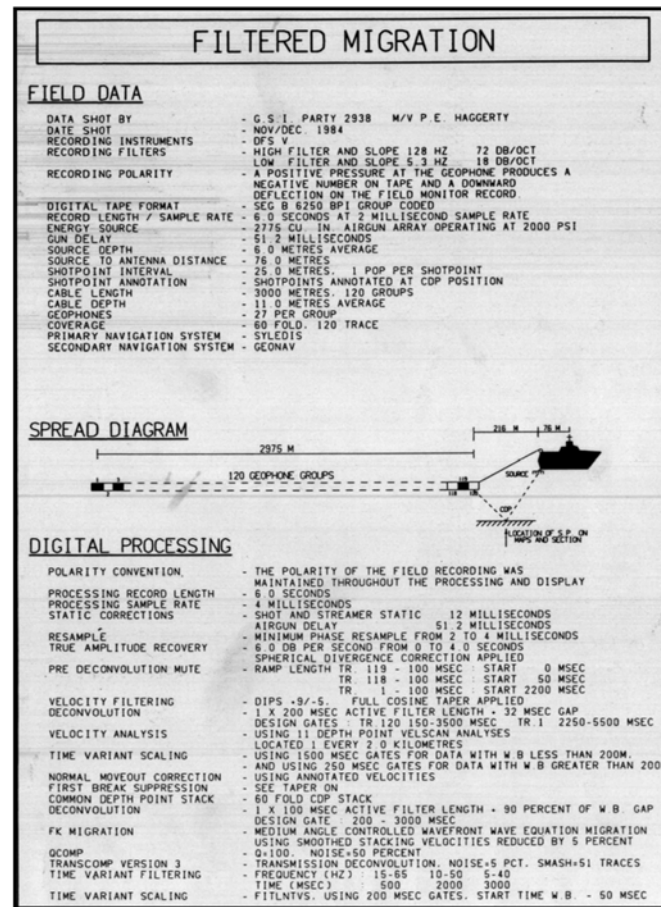 FILTERED MIGRATION
FIELD DATA
DATA SHOT BY - G.S.I. PARTY 2938 M/V P.E. HAGGERTY
DATE SHOT - NOV/DEC. 1984
RECORDING INSTRUMENTS - DFS V
RECORDING FILTERS - HIGH FILTER AND SLOPE 128 HZ 72 DB/OCT
LOW FILTER AND SLOPE 5.3 HZ 18 DB/OCT
RECORDING POLARITY - A POSITIVE PRESSURE AT THE GEOPHONE PRODUCES A
NEGATIVE NUMBER ON TAPE AND A DOWNWARD
DEFLECTION ON THE FIELD MONITOR RECORD.
DIGITAL TAPE FORMAT - SEG B 6250 BPI GROUP CODED
RECORD LENGTH / SAMPLE RATE - 6.0 SECONDS AT 2 MILLISECOND SAMPLE RATE
ENERGY SOURCE - 2775 CU. IN. AIRGUN ARRAY OPERATING AT 2000 PSI
GUN DELAY - 51.2 MILLISECONDS
SOURCE DEPTH - 6.0 METRES AVERAGE
SOURCE TO ANTENNA DISTANCE - 76.0 METRES
SHOTPOINT INTERVAL - 25.0 METRES. 1 POP PER SHOTPOINT
SHOTPOINT ANNOTATION - SHOTPOINTS ANNOTATED AT CDP POSITION
CABLE LENGTH - 3000 METRES. 120 GROUPS
CABLE DEPTH - 11.0 METRES AVERAGE
GEOPHONES - 27 PER GROUP
COVERAGE - 60 FOLD. 120 TRACE
PRIMARY NAVIGATION SYSTEM - SYLEDIS
SECONDARY NAVIGATION SYSTEM - GEONAV
SPREAD DIAGRAM
216 M 76 M
2975 M
120 GEOPHONE GROUPS
SOURCE
1 3 119
2 118 120
CDP
LOCATION OF S.P. ON
MAPS AND SECTION
DIGITAL PROCESSING
POLARITY CONVENTION - THE POLARITY OF THE FIELD RECORDING WAS
MAINTAINED THROUGHOUT THE PROCESSING AND DISPLAY
PROCESSING RECORD LENGTH - 6.0 SECONDS
PROCESSING SAMPLE RATE - 4 MILLISECONDS
STATIC CORRECTIONS - SHOT AND STREAMER STATIC 12 MILLISECONDS
AIRGUN DELAY 51.2 MILLISECONDS
RESAMPLE - MINIMUM PHASE RESAMPLE FROM 2 TO 4 MILLISECONDS
TRUE AMPLITUDE RECOVERY - 6.0 DB PER SECOND FROM 0 TO 4.0 SECONDS
SPHERICAL DIVERGENCE CORRECTION APPLIED
PRE DECONVOLUTION MUTE - RAMP LENGTH TR. 119 - 100 MSEC : START 0 MSEC
TR. 118 - 100 MSEC : START 50 MSEC
TR. 1 - 100 MSEC : START 2200 MSEC
VELOCITY FILTERING - DIPS +9/-5. FULL COSINE TAPER APPLIED
DECONVOLUTION - 1 X 200 MSEC ACTIVE FILTER LENGTH + 32 MSEC GAP
DESIGN GATES : TR.120 150-3500 MSEC TR.1 2250-5500 MSEC
VELOCITY ANALYSIS - USING 11 DEPTH POINT VELSCAN ANALYSES
LOCATED 1 EVERY 2.0 KILOMETRES
TIME VARIANT SCALING - USING 1500 MSEC GATES FOR DATA WITH W.B LESS THAN 200M.
AND USING 250 MSEC GATES FOR DATA WITH W.B GREATER THAN 200
NORMAL MOVEOUT CORRECTION - USING ANNOTATED VELOCITIES
FIRST BREAK SUPPRESSION - SEE TAPER ON
COMMON DEPTH POINT STACK - 60 FOLD CDP STACK
DECONVOLUTION - 1 X 100 MSEC ACTIVE FILTER LENGTH + 90 PERCENT OF W.B. GAP
DESIGN GATE : 200 - 3000 MSEC
FK MIGRATION - MEDIUM ANGLE CONTROLLED WAVEFRONT WAVE EQUATION MIGRATION
USING SMOOTHED STACKING VELOCITIES REDUCED BY 5 PERCENT
QCOMP - Q=100. NOISE=50 PERCENT
TRANSCOMP VERSION 3 - TRANSMISSION DECONVOLUTION. NOISE=5 PCT. SMASH=51 TRACES
TIME VARIANT FILTERING - FREQUENCY (HZ) : 15-65 10-50 5-40
TIME (MSEC) : 500 2000 3000
TIME VARIANT SCALING - FITLNTVS. USING 200 MSEC GATES. START TIME W.B. - 50 MSEC